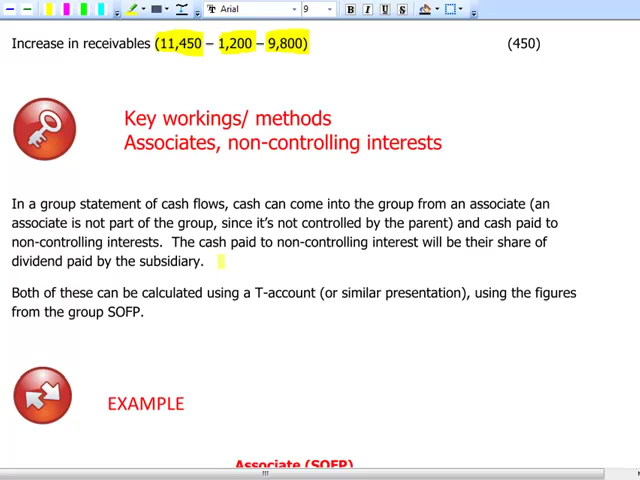 Arial 9 B I U S
Increase in receivables (11,450 – 1,200 – 9,800) (450)
Key workings/ methods
Associates, non-controlling interests
In a group statement of cash flows, cash can come into the group from an associate (an
associate is not part of the group, since it's not controlled by the parent) and cash paid to
non-controlling interests. The cash paid to non-controlling interest will be their share of
dividend paid by the subsidiary.
Both of these can be calculated using a T-account (or similar presentation), using the figures
from the group SOFP.
EXAMPLE
Associate (SOFP)